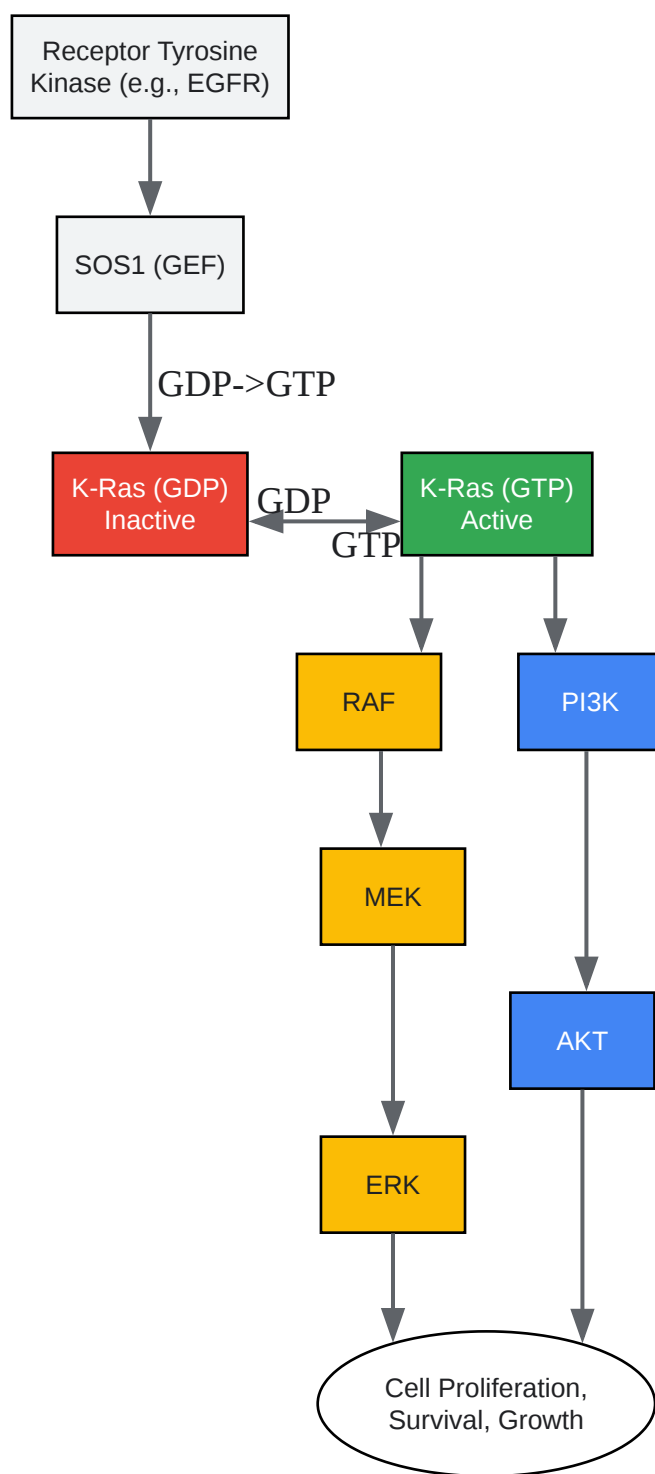 Receptor Tyrosine
Kinase (e.g., EGFR)
SOS1 (GEF)
GDP->GTP
K-Ras (GDP)
Inactive
GDP
GTP
K-Ras (GTP)
Active
RAF
PI3K
MEK
AKT
ERK
Cell Proliferation,
Survival, Growth